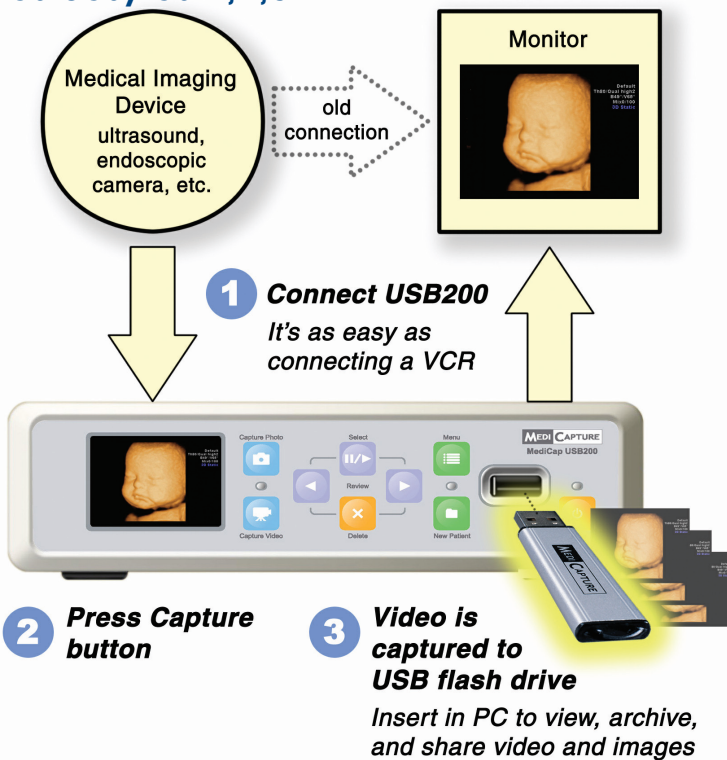 Medical Imaging
Device
ultrasound,
endoscopic
camera, etc.
old
connection
Monitor
Default
3D Static
1 Connect USB200
It's as easy as
connecting a VCR
Capture Photo
Select
Menu
MEDI CAPTURE
MediCap USB200
Review
Capture Video
Delete
New Patient
MEDI CAPTURE
2 Press Capture
button
3 Video is
captured to
USB flash drive
Insert in PC to view, archive,
and share video and images